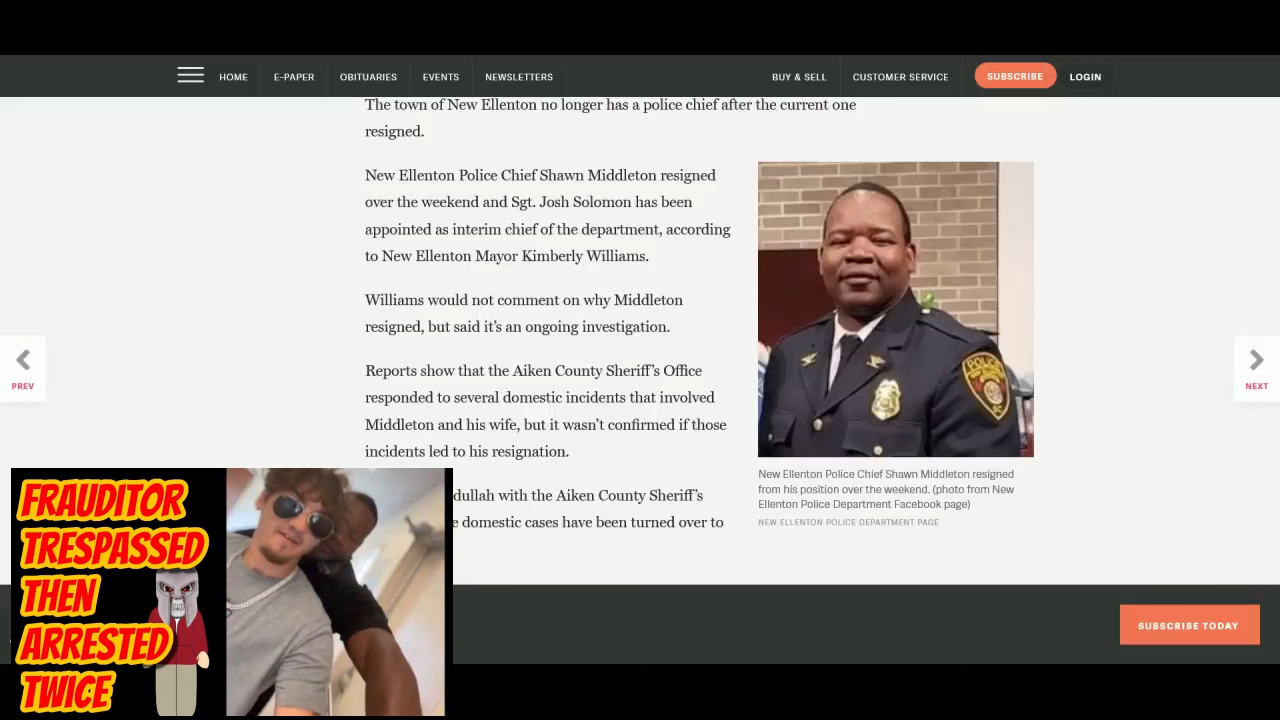 HOME
E-PAPER
OBITUARIES
EVENTS
NEWSLETTERS
BUY & SELL
CUSTOMER SERVICE
SUBSCRIBE
LOGIN
The town of New Ellenton no longer has a police chief after the current one
resigned.
New Ellenton Police Chief Shawn Middleton resigned
over the weekend and Sgt. Josh Solomon has been
appointed as interim chief of the department, according
to New Ellenton Mayor Kimberly Williams.
Williams would not comment on why Middleton
resigned, but said it's an ongoing investigation.
Reports show that the Aiken County Sheriff's Office
responded to several domestic incidents that involved
Middleton and his wife, but it wasn't confirmed if those
incidents led to his resignation.
with the Aiken County Sheriff's
domestic cases have been turned over to
POLICE
SC
New Ellenton Police Chief Shawn Middleton resigned
from his position over the weekend. (photo from New
Ellenton Police Department Facebook page)
NEW ELLENTON POLICE DEPARTMENT PAGE
PREV
NEXT
FRAUDITOR
TRESPASSED
THEN
ARRESTED
TWICE
SUBSCRIBE TODAY